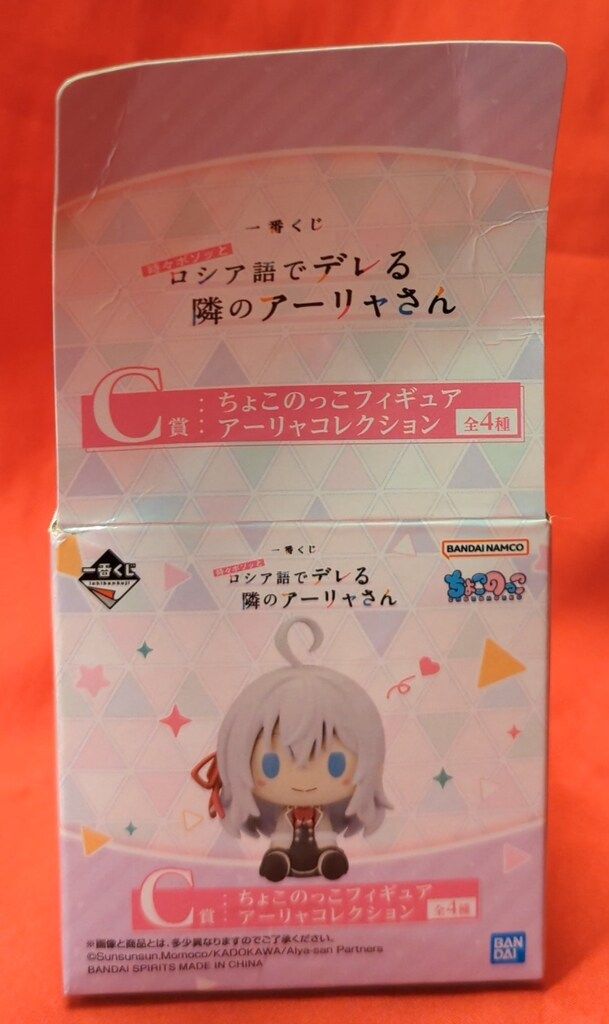 一番くじ
時々ボソッと
ロシア語でデレる
隣のアーリャさん
C賞：ちょこのっこフィギュア
アーリャコレクション 全4種
一番くじ
ichibankuji
一番くじ
時々ボソッと
ロシア語でデレる
隣のアーリャさん
BANDAI NAMCO
ちょこのっこ
C賞：ちょこのっこフィギュア
アーリャコレクション 全4種
※画像と商品とは、多少異なりますのでご了承ください。
©Sunsunsun,Momoco/KADOKAWA/Alya-san Partners
BANDAI SPIRITS MADE IN CHINA
BAN
DAI